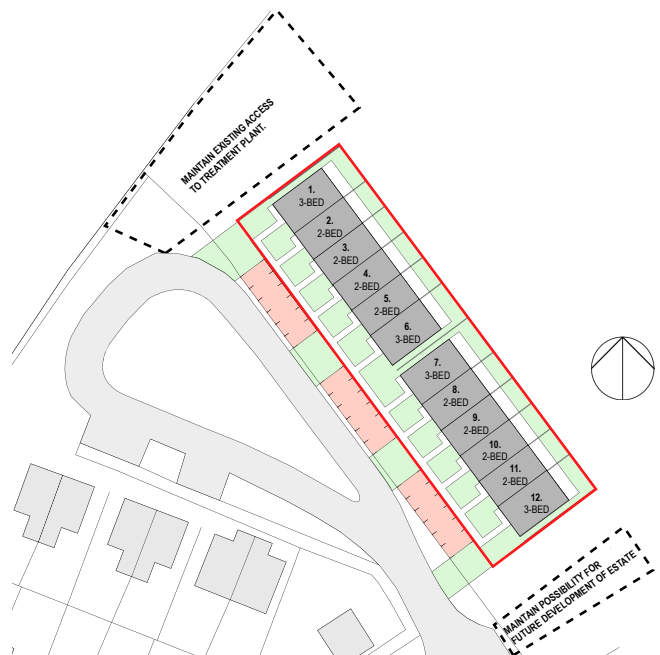 MAINTAIN EXISTING ACCESS
TO TREATMENT PLANT.
1.
3-BED
2.
2-BED
3.
2-BED
4.
2-BED
5.
2-BED
6.
3-BED
7.
3-BED
8.
2-BED
9.
2-BED
10.
2-BED
11.
2-BED
12.
3-BED
MAINTAIN POSSIBILITY FOR
FUTURE DEVELOPMENT OF ESTATE